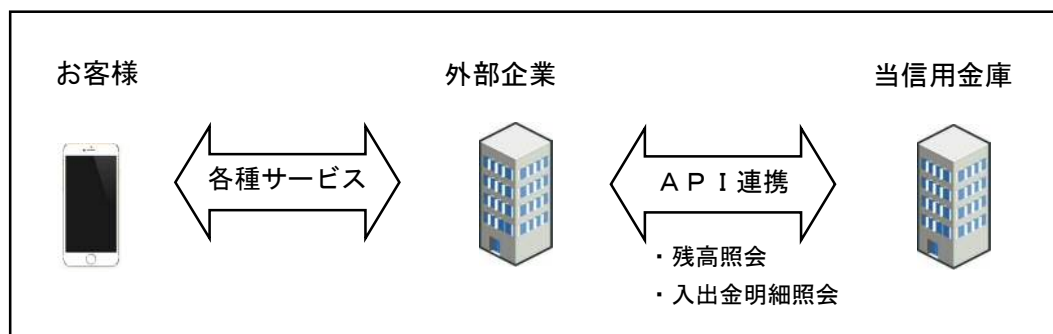 お客様
外部企業
当信用金庫
各種サービス
ＡＰＩ連携
・残高照会
・入出金明細照会